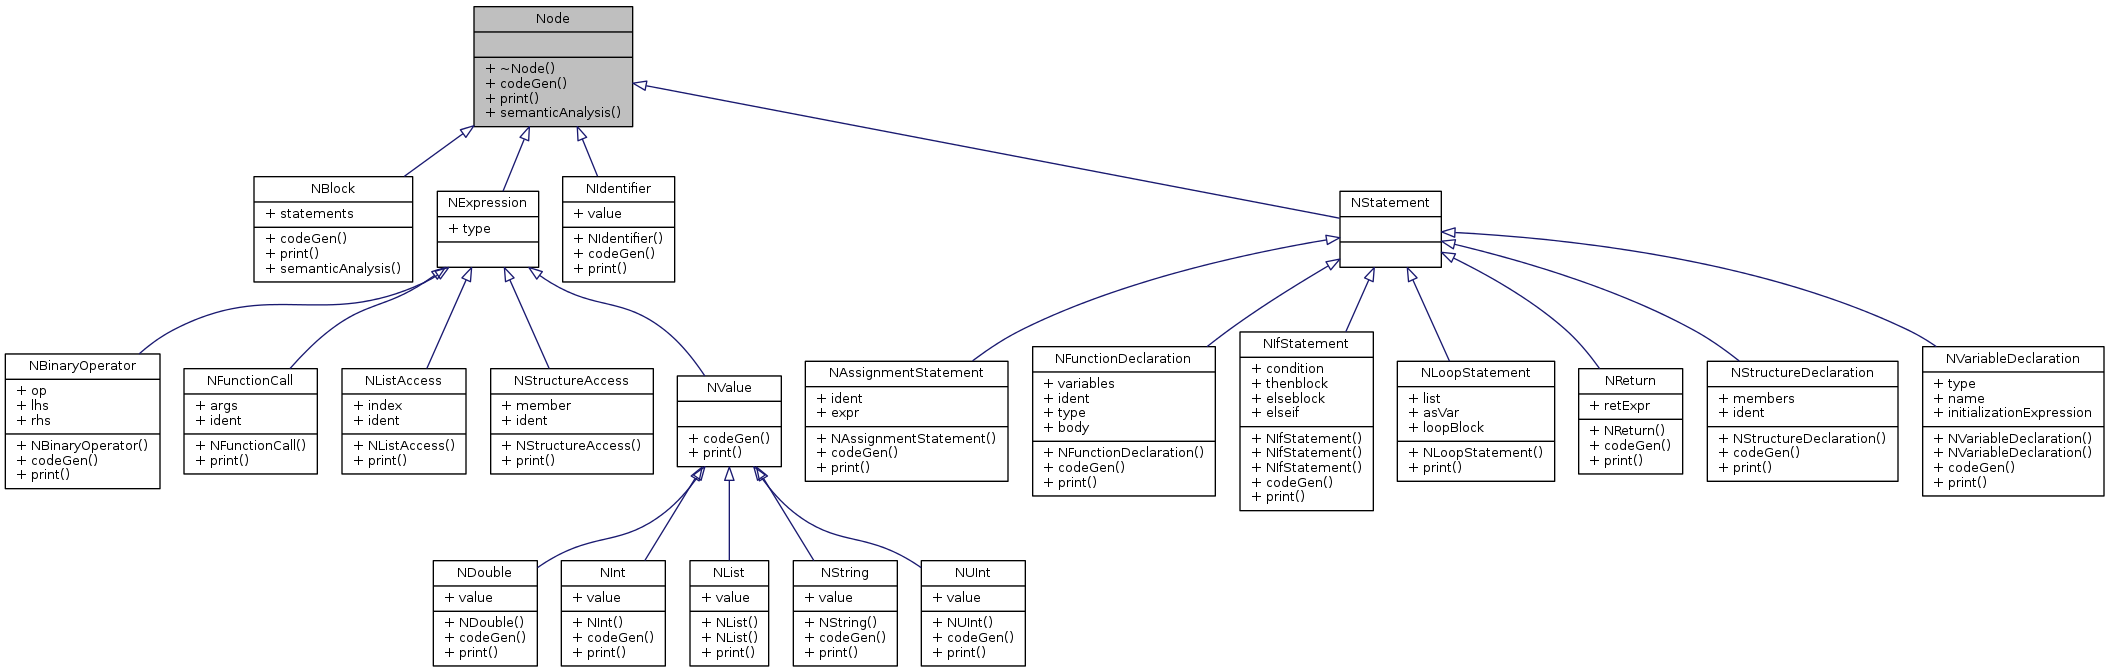 Node
+ ~Node()
+ codeGen()
+ print()
+ semanticAnalysis()
NBlock
+ statements
+ codeGen()
+ print()
+ semanticAnalysis()
NExpression
+ type
NIdentifier
+ value
+ NIdentifier()
+ codeGen()
+ print()
NStatement
NBinaryOperator
+ op
+ lhs
+ rhs
+ NBinaryOperator()
+ codeGen()
+ print()
NFunctionCall
+ args
+ ident
+ NFunctionCall()
+ print()
NListAccess
+ index
+ ident
+ NListAccess()
+ print()
NStructureAccess
+ member
+ ident
+ NStructureAccess()
+ print()
NValue
+ codeGen()
+ print()
NAssignmentStatement
+ ident
+ expr
+ NAssignmentStatement()
+ codeGen()
+ print()
NFunctionDeclaration
+ variables
+ ident
+ type
+ body
+ NFunctionDeclaration()
+ codeGen()
+ print()
NIfStatement
+ condition
+ thenblock
+ elseblock
+ elseif
+ NIfStatement()
+ NIfStatement()
+ NIfStatement()
+ codeGen()
+ print()
NLoopStatement
+ list
+ asVar
+ loopBlock
+ NLoopStatement()
+ print()
NReturn
+ retExpr
+ NReturn()
+ codeGen()
+ print()
NStructureDeclaration
+ members
+ ident
+ NStructureDeclaration()
+ codeGen()
+ print()
NVariableDeclaration
+ type
+ name
+ initializationExpression
+ NVariableDeclaration()
+ NVariableDeclaration()
+ codeGen()
+ print()
NDouble
+ value
+ NDouble()
+ codeGen()
+ print()
NInt
+ value
+ NInt()
+ codeGen()
+ print()
NList
+ value
+ NList()
+ NList()
+ print()
NString
+ value
+ NString()
+ codeGen()
+ print()
NUInt
+ value
+ NUInt()
+ codeGen()
+ print()